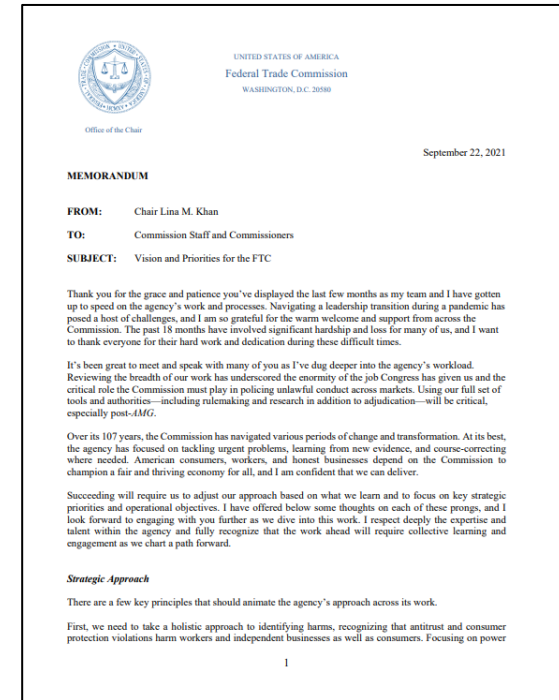 UNITED STATES OF AMERICA
Federal Trade Commission
WASHINGTON, D.C. 20580
Office of the Chair
September 22, 2021
MEMORANDUM
FROM: Chair Lina M. Khan
TO: Commission Staff and Commissioners
SUBJECT: Vision and Priorities for the FTC
Thank you for the grace and patience you've displayed the last few months as my team and I have gotten
up to speed on the agency's work and processes. Navigating a leadership transition during a pandemic has
posed a host of challenges, and I am so grateful for the warm welcome and support from across the
Commission. The past 18 months have involved significant hardship and loss for many of us, and I want
to thank everyone for their hard work and dedication during these difficult times.
It's been great to meet and speak with many of you as I've dug deeper into the agency's workload.
Reviewing the breadth of our work has underscored the enormity of the job Congress has given us and the
critical role the Commission must play in policing unlawful conduct across markets. Using our full set of
tools and authorities—including rulemaking and research in addition to adjudication—will be critical,
especially post-AMG.
Over its 107 years, the Commission has navigated various periods of change and transformation. At its best,
the agency has focused on tackling urgent problems, learning from new evidence, and course-correcting
where needed. American consumers, workers, and honest businesses depend on the Commission to
champion a fair and thriving economy for all, and I am confident that we can deliver.
Succeeding will require us to adjust our approach based on what we learn and to focus on key strategic
priorities and operational objectives. I have offered below some thoughts on each of these prongs, and I
look forward to engaging with you further as we dive into this work. I respect deeply the expertise and
talent within the agency and fully recognize that the work ahead will require collective learning and
engagement as we chart a path forward.
Strategic Approach
There are a few key principles that should animate the agency's approach across its work.
First, we need to take a holistic approach to identifying harms, recognizing that antitrust and consumer
protection violations harm workers and independent businesses as well as consumers. Focusing on power
1